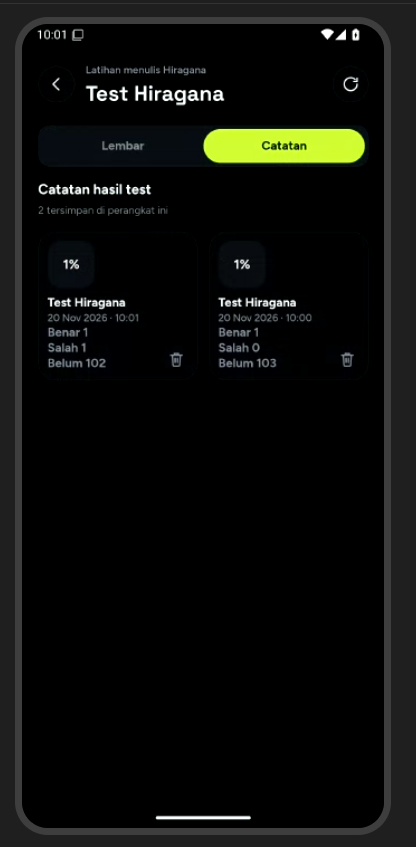 10:01
Latihan menulis Hiragana
Test Hiragana
Lembar
Catatan
Catatan hasil test
2 tersimpan di perangkat ini
1%
Test Hiragana
20 Nov 2026 · 10:01
Benar 1
Salah 1
Belum 102
1%
Test Hiragana
20 Nov 2026 · 10:00
Benar 1
Salah 0
Belum 103